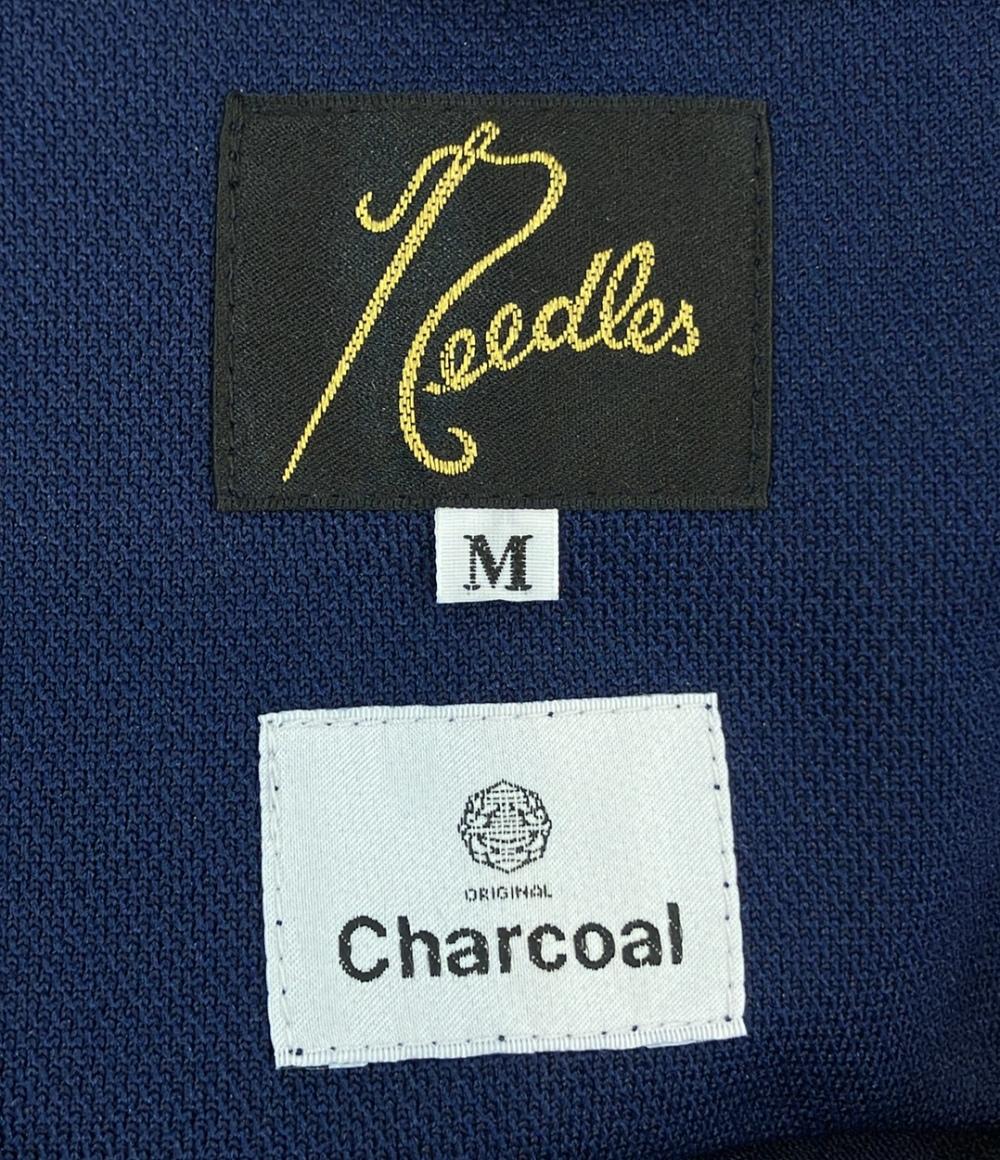 Needles
M
ORIGINAL
Charcoal